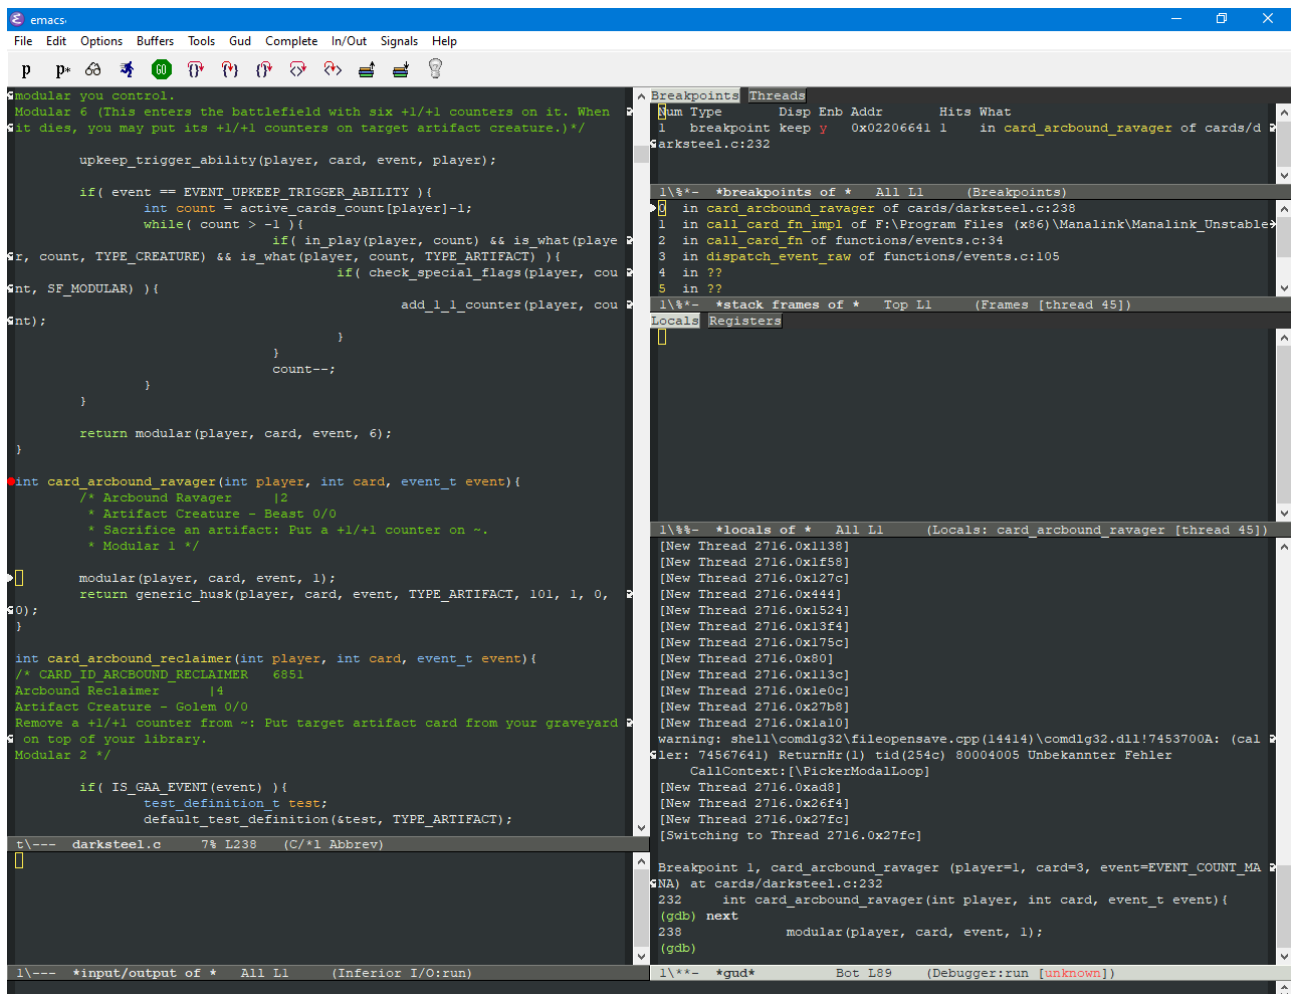 emacs
File Edit Options Buffers Tools Gud Complete In/Out Signals Help
p p* GO
modular you control.
Modular 6 (This enters the battlefield with six +1/+1 counters on it. When
it dies, you may put its +1/+1 counters on target artifact creature.)*/
upkeep_trigger_ability(player, card, event, player);
if( event == EVENT_UPKEEP_TRIGGER_ABILITY ){
int count = active_cards_count[player]-1;
while( count > -1 ){
if( in_play(player, count) && is_what(playe
r, count, TYPE_CREATURE) && is_what(player, count, TYPE_ARTIFACT) ){
if( check_special_flags(player, cou
nt, SF_MODULAR) ){
add_1_1_counter(player, cou
nt);
}
}
count--;
}
}
return modular(player, card, event, 6);
}
int card_arcbound_ravager(int player, int card, event_t event){
/* Arcbound Ravager |2
* Artifact Creature - Beast 0/0
* Sacrifice an artifact: Put a +1/+1 counter on ~.
* Modular 1 */
modular(player, card, event, 1);
return generic_husk(player, card, event, TYPE_ARTIFACT, 101, 1, 0,
0);
}
int card_arcbound_reclaimer(int player, int card, event_t event){
/* CARD_ID_ARCBOUND_RECLAIMER 6851
Arcbound Reclaimer |4
Artifact Creature - Golem 0/0
Remove a +1/+1 counter from ~: Put target artifact card from your graveyard
on top of your library.
Modular 2 */
if( IS_GAA_EVENT(event) ){
test_definition_t test;
default_test_definition(&test, TYPE_ARTIFACT);
t\--- darksteel.c 7% L238 (C/*l Abbrev)
1\--- *input/output of * All L1 (Inferior I/O:run)
Breakpoints Threads
Num Type Disp Enb Addr Hits What
1 breakpoint keep y 0x02206641 1 in card_arcbound_ravager of cards/d
arksteel.c:232
1\%*- *breakpoints of * All L1 (Breakpoints)
0 in card_arcbound_ravager of cards/darksteel.c:238
1 in call_card_fn_impl of F:\Program Files (x86)\Manalink\Manalink_Unstable
2 in call_card_fn of functions/events.c:34
3 in dispatch_event_raw of functions/events.c:105
4 in ??
5 in ??
1\%*- *stack frames of * Top L1 (Frames [thread 45])
Locals Registers
1\%%- *locals of * All L1 (Locals: card_arcbound_ravager [thread 45])
[New Thread 2716.0x1138]
[New Thread 2716.0x1f58]
[New Thread 2716.0x127c]
[New Thread 2716.0x444]
[New Thread 2716.0x1524]
[New Thread 2716.0x13f4]
[New Thread 2716.0x175c]
[New Thread 2716.0x80]
[New Thread 2716.0x113c]
[New Thread 2716.0x1e0c]
[New Thread 2716.0x27b8]
[New Thread 2716.0x1a10]
warning: shell\comdlg32\fileopensave.cpp(14414)\comdlg32.dll!7453700A: (cal
ler: 74567641) ReturnHr(1) tid(254c) 80004005 Unbekannter Fehler
CallContext:[\PickerModalLoop]
[New Thread 2716.0xad8]
[New Thread 2716.0x26f4]
[New Thread 2716.0x27fc]
[Switching to Thread 2716.0x27fc]
Breakpoint 1, card_arcbound_ravager (player=1, card=3, event=EVENT_COUNT_MA
NA) at cards/darksteel.c:232
232 int card_arcbound_ravager(int player, int card, event_t event){
(gdb) next
238 modular(player, card, event, 1);
(gdb)
1\**- *gud* Bot L89 (Debugger:run [unknown])